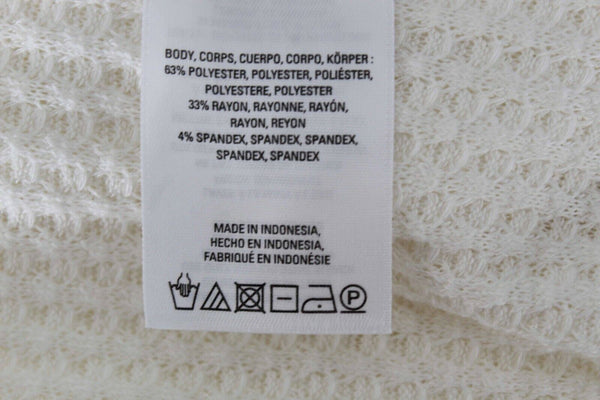 BODY, CORPS, CUERPO, CORPO, KÖRPER :
63% POLYESTER, POLYESTER, POLIÉSTER,
POLYESTERE, POLYESTER
33% RAYON, RAYONNE, RAYÓN,
RAYON, REYON
4% SPANDEX, SPANDEX, SPANDEX,
SPANDEX, SPANDEX
MADE IN INDONESIA,
HECHO EN INDONESIA,
FABRIQUÉ EN INDONÉSIE
P